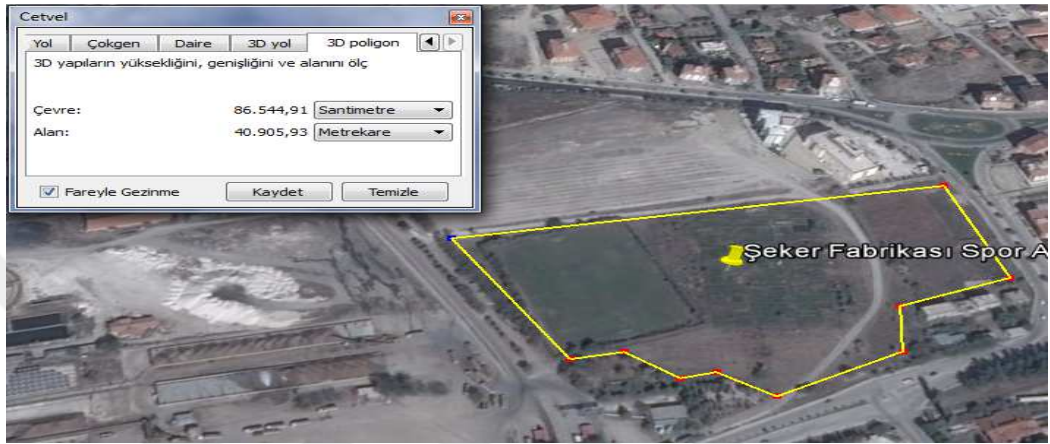 Cetvel
Yol Çokgen Daire 3D yol 3D poligon
3D yapıların yüksekliğini, genişliğini ve alanını ölç
Çevre: 86.544,91 Santimetre
Alan: 40.905,93 Metrekare
Fareyle Gezinme Kaydet Temizle
Şeker Fabrikası Spor A